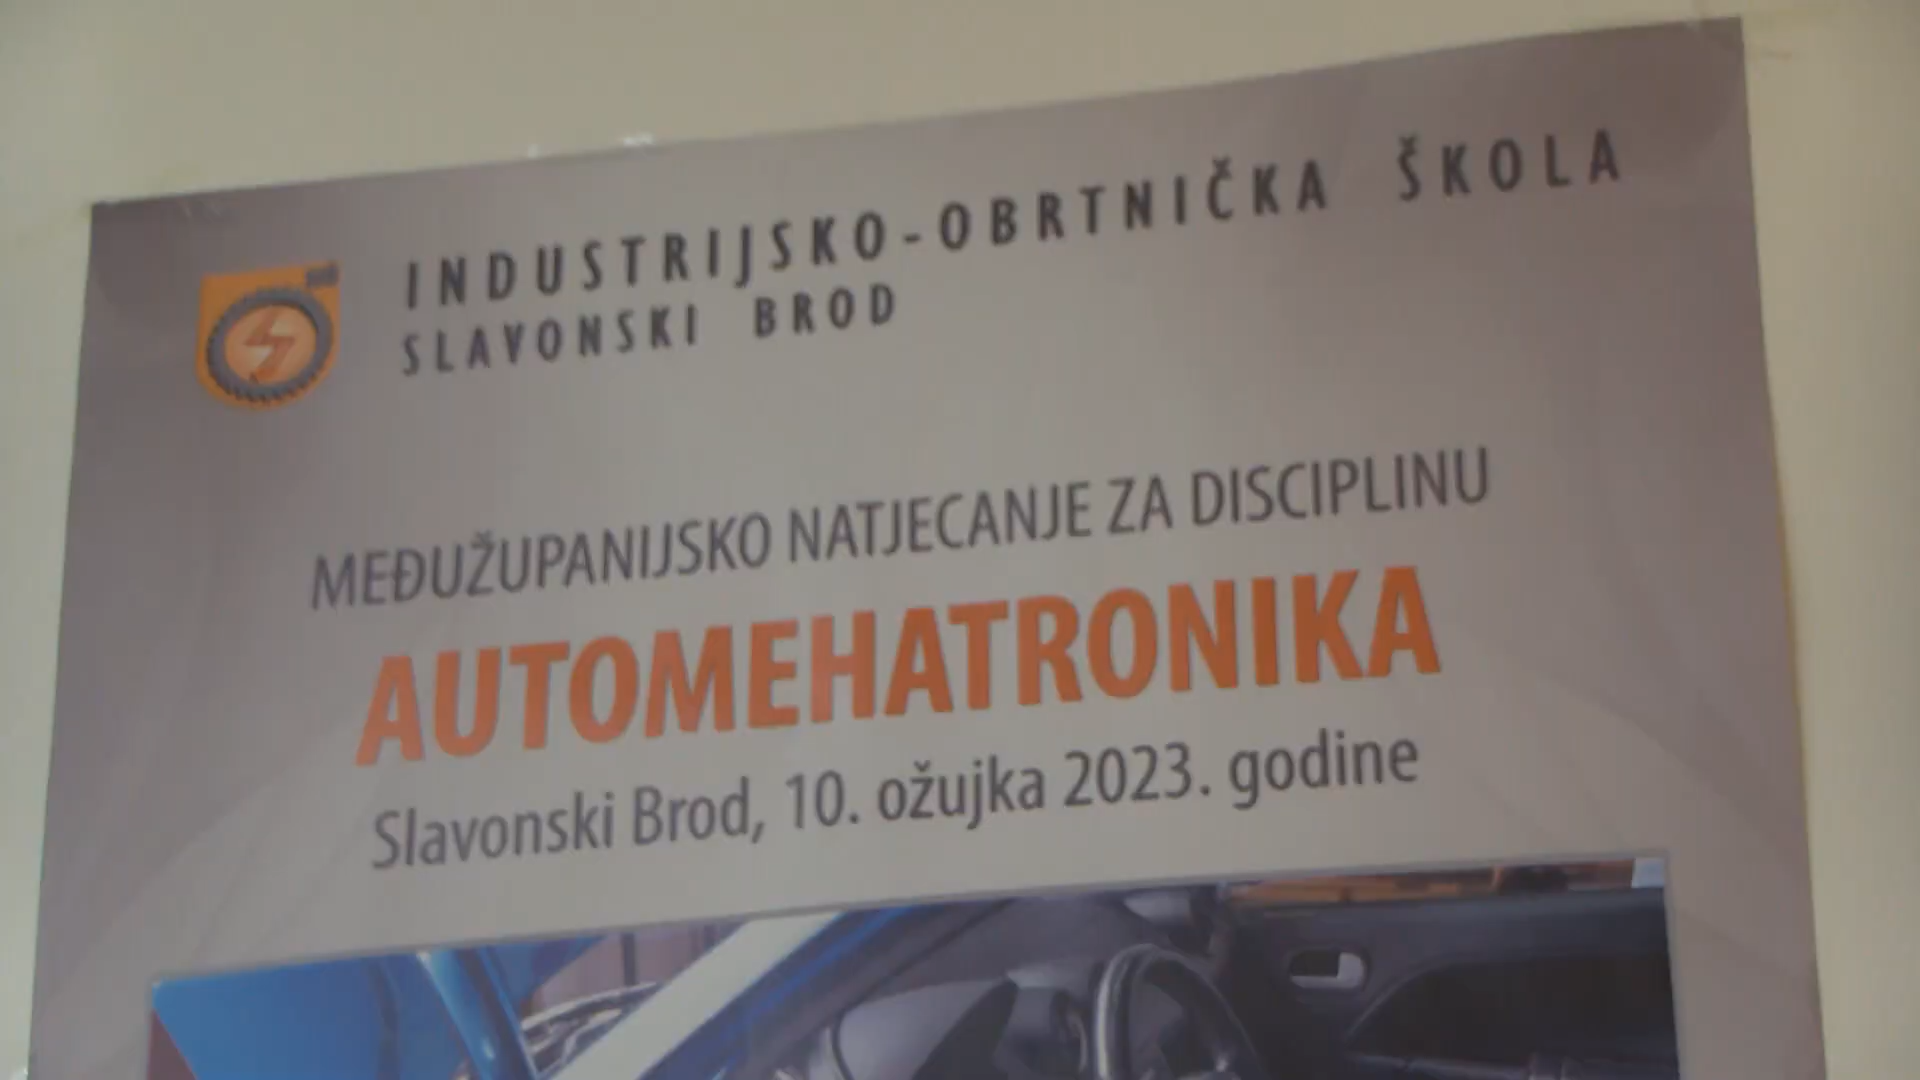 INDUSTRIJSKO-OBRTNIČKA ŠKOLA
SLAVONSKI BROD
MEĐUŽUPANIJSKO NATJECANJE ZA DISCIPLINU
AUTOMEHATRONIKA
Slavonski Brod, 10. ožujka 2023. godine